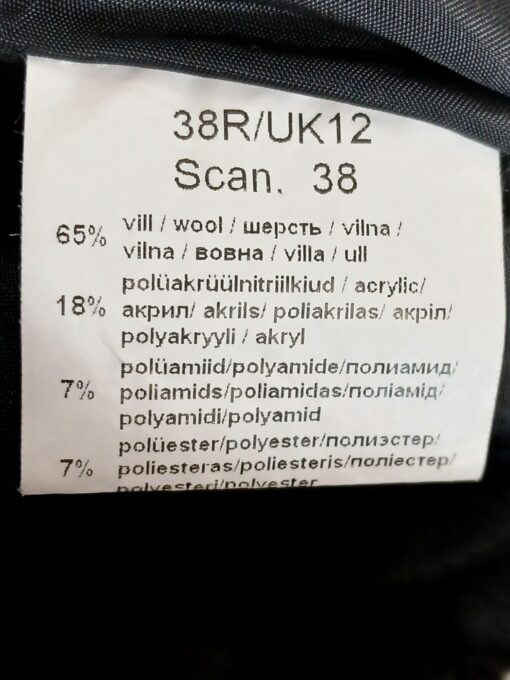 38R/UK12
Scan. 38
65% vill / wool / шерсть / vilna /
vilna / вовна / villa / ull
polüakrüülnitriilkiud / acrylic/
18% акрил/ akrils/ poliakrilas/ акріл/
polyakryyli / akryl
polüamiid/polyamide/полиамид/
7% poliamids/poliamidas/поліамід/
polyamidi/polyamid
polüester/polyester/полиэстер/
7% poliesteras/poliesteris/поліестер/
polyesteri/polyester